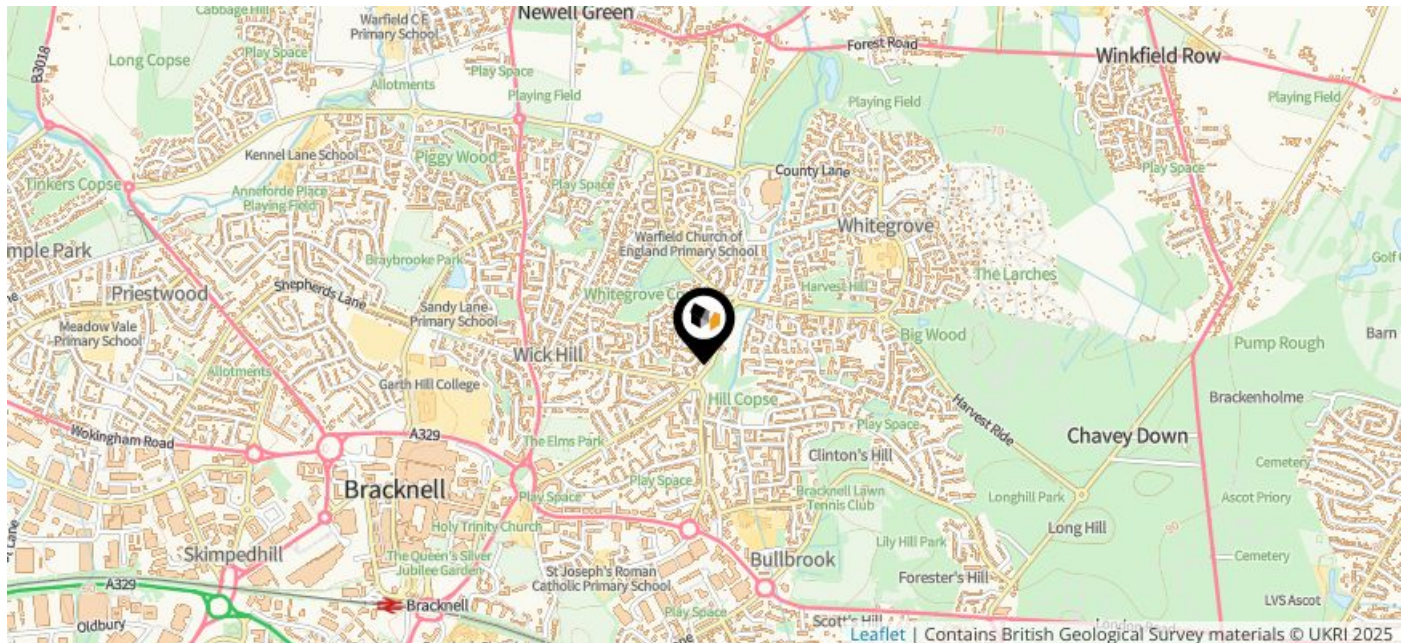 Cabbage Hill
Warfield C E
Primary School
Newell Green
Long Copse
Play Space
B3018
Forest Road
Winkfield Row
Play Space
Playing Field
Allotments
Playing Field
Playing Field
Kennel Lane School
Piggy Wood
70
Tinkers Copse
Anneforde Place
Playing Field
Play Space
County Lane
Play Space
Warfield Church of
England Primary School
Whitegrove
mple Park
Braybrooke Park
The Larches
Golf C
Priestwood
Shepherds Lane
Whitegrove Co
Harvest Hill
Sandy Lane
Primary School
Meadow Vale
Primary School
Big Wood
Barn
Pump Rough
Wick Hill
Allotments
Garth Hill College
Hill Copse
Brackenholme
Harvest Ride
Wokingham Road
A329
The Elms Park
Play Space
Chavey Down
Clinton's Hill
Cemetery
Bracknell
Play Space
Play Space
Bracknell Lawn
Tennis Club
Longhill Park
Ascot Priory
Holy Trinity Church
Long Hill
80
Skimpedhill
The Queen's Silver
Jubilee Garden
Bullbrook
Lily Hill Park
Cemetery
St Joseph's Roman
Catholic Primary School
Forester's Hill
A329
Bracknell
LVS Ascot
Oldbury
Play Space
Scott's Hill
London Road
Leaflet | Contains British Geological Survey materials © UKRI 2025